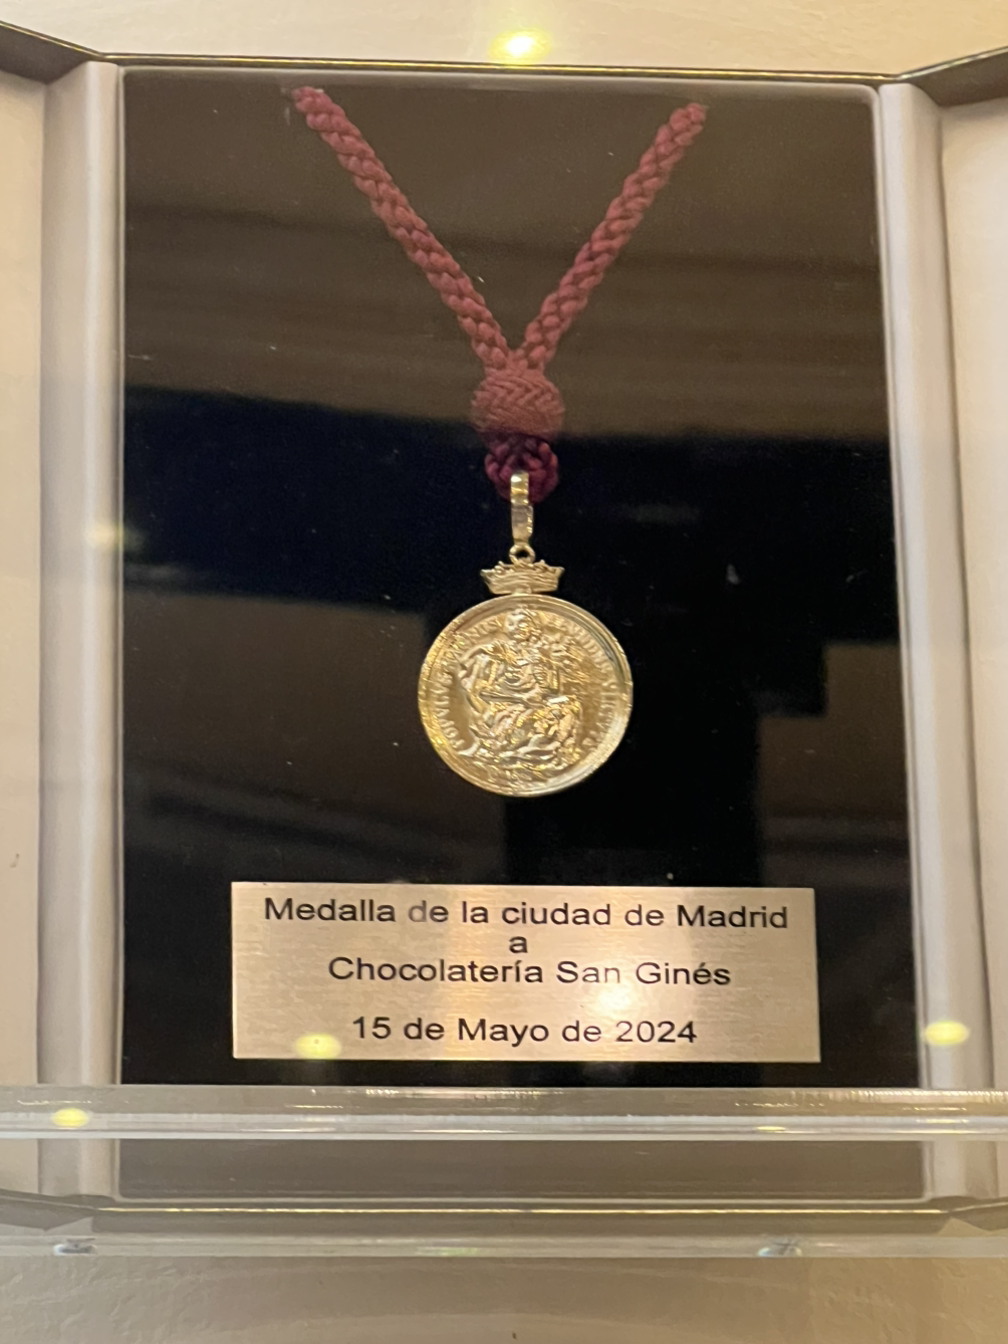 Medalla de la ciudad de Madrid
a
Chocolatería San Ginés
15 de Mayo de 2024